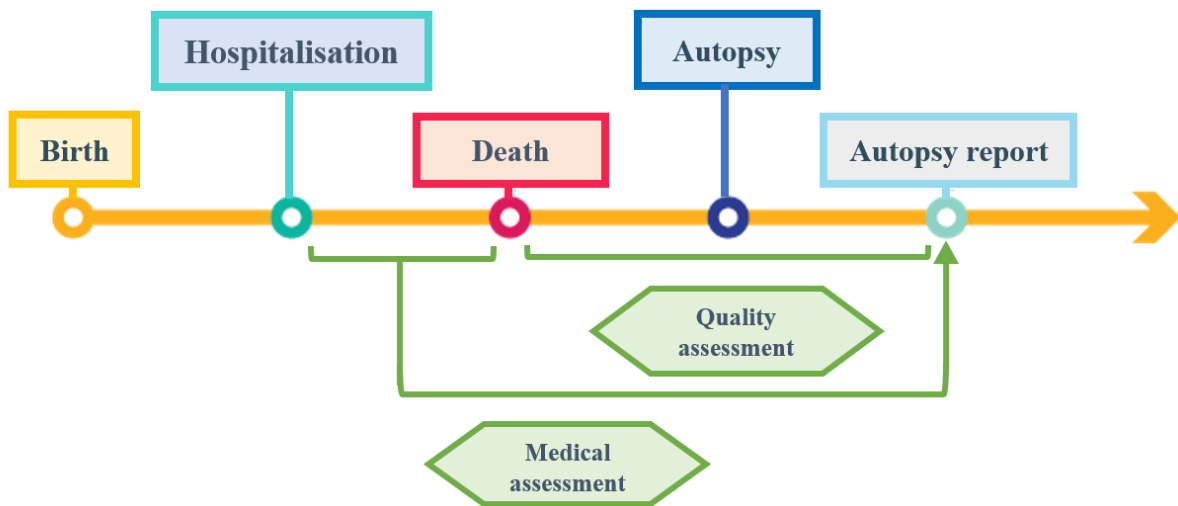 Hospitalisation
Autopsy
Birth
Death
Autopsy report
Quality
assessment
Medical
assessment